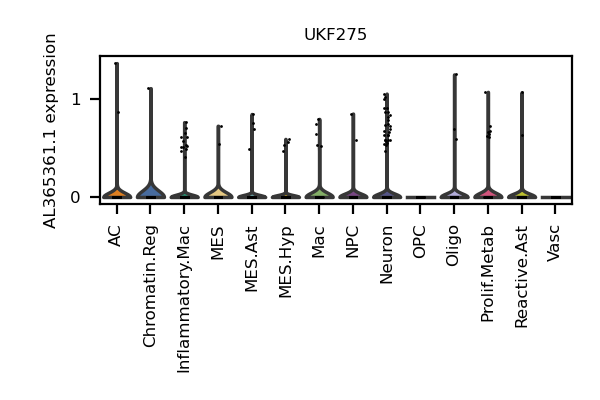 UKF275
AL365361.1 expression
1
0
AC
Chromatin.Reg
Inflammatory.Mac
MES
MES.Ast
MES.Hyp
Mac
NPC
Neuron
OPC
Oligo
Prolif.Metab
Reactive.Ast
Vasc